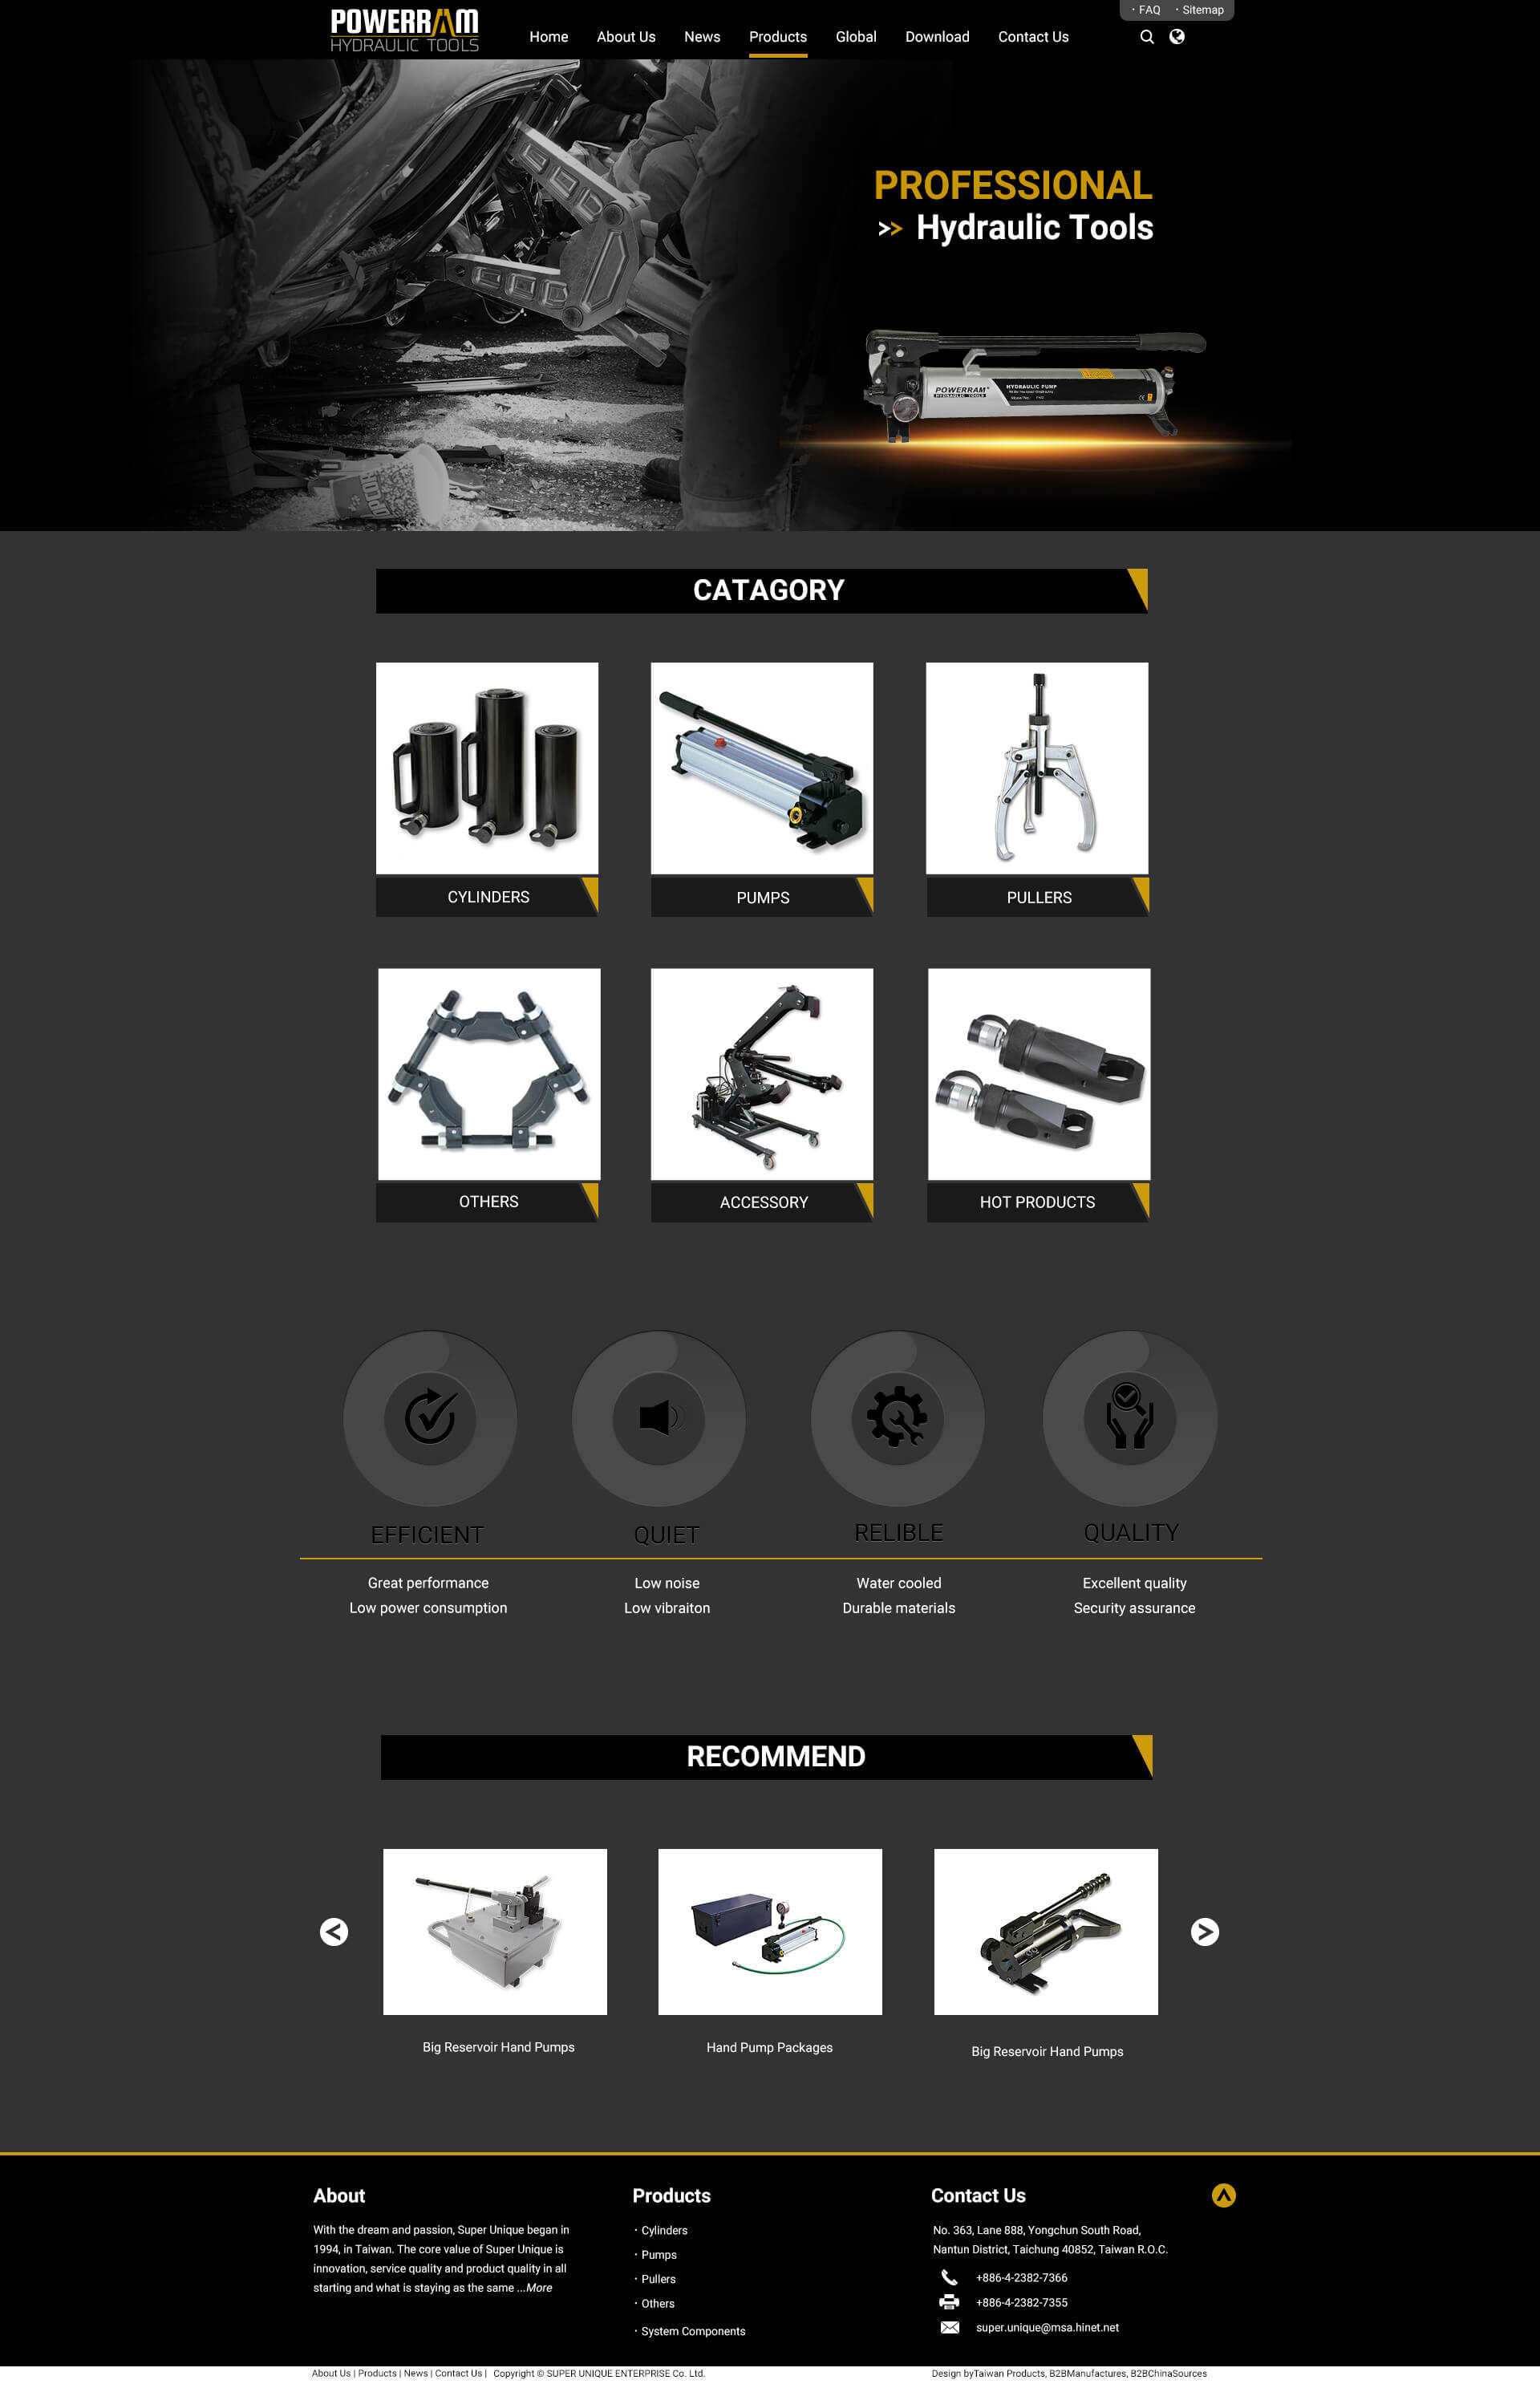 ・FAQ ・Sitemap
POWERRAM
HYDRAULIC TOOLS
Home About Us News Products Global Download Contact Us
PROFESSIONAL
>> Hydraulic Tools
POWERRAM
HYDRAULIC TOOLS
HYDRAULIC PUMP
CATAGORY
CYLINDERS PUMPS PULLERS
OTHERS ACCESSORY HOT PRODUCTS
EFFICIENT QUIET RELIBLE QUALITY
Great performance Low noise Water cooled Excellent quality
Low power consumption Low vibraiton Durable materials Security assurance
RECOMMEND
Big Reservoir Hand Pumps Hand Pump Packages Big Reservoir Hand Pumps
About
With the dream and passion, Super Unique began in
1994, in Taiwan. The core value of Super Unique is
innovation, service quality and product quality in all
starting and what is staying as the same ...More
Products
・Cylinders
・Pumps
・Pullers
・Others
・System Components
Contact Us
No. 363, Lane 888, Yongchun South Road,
Nantun District, Taichung 40852, Taiwan R.O.C.
+886-4-2382-7366
+886-4-2382-7355
super.unique@msa.hinet.net
About Us | Products | News | Contact Us | Copyright © SUPER UNIQUE ENTERPRISE Co. Ltd.
Design byTaiwan Products, B2BManufactures, B2BChinaSources